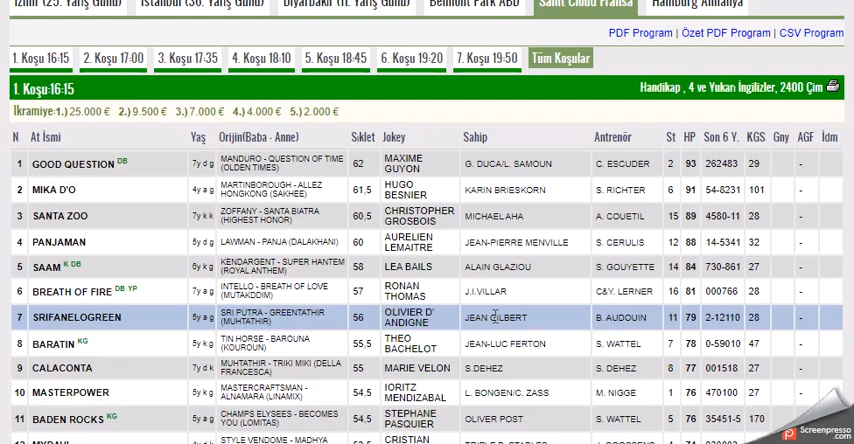 İzmir (25. Yarış Günü) İstanbul (36. Yarış Günü) Diyarbakır (11. Yarış Günü) Belmont Park ABD Saint Cloud Fransa Hamburg Almanya
PDF Program | Özet PDF Program | CSV Program
1. Koşu 16:15 2. Koşu 17:00 3. Koşu 17:35 4. Koşu 18:10 5. Koşu 18:45 6. Koşu 19:20 7. Koşu 19:50 Tüm Koşular
1. Koşu:16:15 Handikap , 4 ve Yukarı İngilizler, 2400 Çim
İkramiye: 1.) 25.000 € 2.) 9.500 € 3.) 7.000 € 4.) 4.000 € 5.) 2.000 €
N At İsmi Yaş Orijin(Baba - Anne) Sıklet Jokey Sahip Antrenör St HP Son 6 Y. KGS Gny AGF İdm
1 GOOD QUESTION DB 7y d g MANDURO - QUESTION OF TIME (OLDEN TIMES) 62 MAXIME GUYON G. DUCA/L. SAMOUN C. ESCUDER 2 93 262483 29 -
2 MIKA D'O 4y a g MARTINBOROUGH - ALLEZ HONGKONG (SAKHEE) 61,5 HUGO BESNIER KARIN BRIESKORN S. RICHTER 6 91 54-8231 101 -
3 SANTA ZOO 7y k k ZOFFANY - SANTA BIATRA (HIGHEST HONOR) 60,5 CHRISTOPHER GROSBOIS MICHAEL AHA A. COUETIL 15 89 4580-11 28 -
4 PANJAMAN 5y d g LAWMAN - PANJA (DALAKHANI) 60 AURELIEN LEMAITRE JEAN-PIERRE MENVILLE S. CERULIS 12 88 14-5341 32 -
5 SAAM K DB 6y k g KENDARGENT - SUPER HANTEM (ROYAL ANTHEM) 58 LEA BAILS ALAIN GLAZIOU S. GOUYETTE 14 84 730-861 27 -
6 BREATH OF FIRE DB YP 7y a g INTELLO - BREATH OF LOVE (MUTAKDDIM) 57 RONAN THOMAS J.I.VILLAR C&Y. LERNER 16 81 000766 28 -
7 SRIFANELOGREEN 5y a g SRI PUTRA - GREENTATHIR (MUHTATHIR) 56 OLIVIER D' ANDIGNE JEAN GILBERT B. AUDOUIN 11 79 2-12110 28 -
8 BARATIN KG 5y k g TIN HORSE - BAROUNA (KOUROUN) 55,5 THEO BACHELOT JEAN-LUC FERTON S. WATTEL 7 78 0-59010 47 -
9 CALACONTA 7y d k MUHTATHIR - TRIKI MIKI (DELLA FRANCESCA) 55 MARIE VELON S.DEHEZ S. DEHEZ 8 77 001518 27 -
10 MASTERPOWER 5y k g MASTERCRAFTSMAN - ALNAMARA (LINAMIX) 54,5 IORITZ MENDIZABAL L. BONGEN/C. ZASS M. NIGGE 1 76 470100 27 -
11 BADEN ROCKS KG 5y a g CHAMPS ELYSEES - BECOMES YOU (LOMITAS) 54,5 STEPHANE PASQUIER OLIVER POST S. WATTEL 5 76 35451-5 170
STYLE VENDOME - MADHYA CRISTIAN
Screenpresso.com